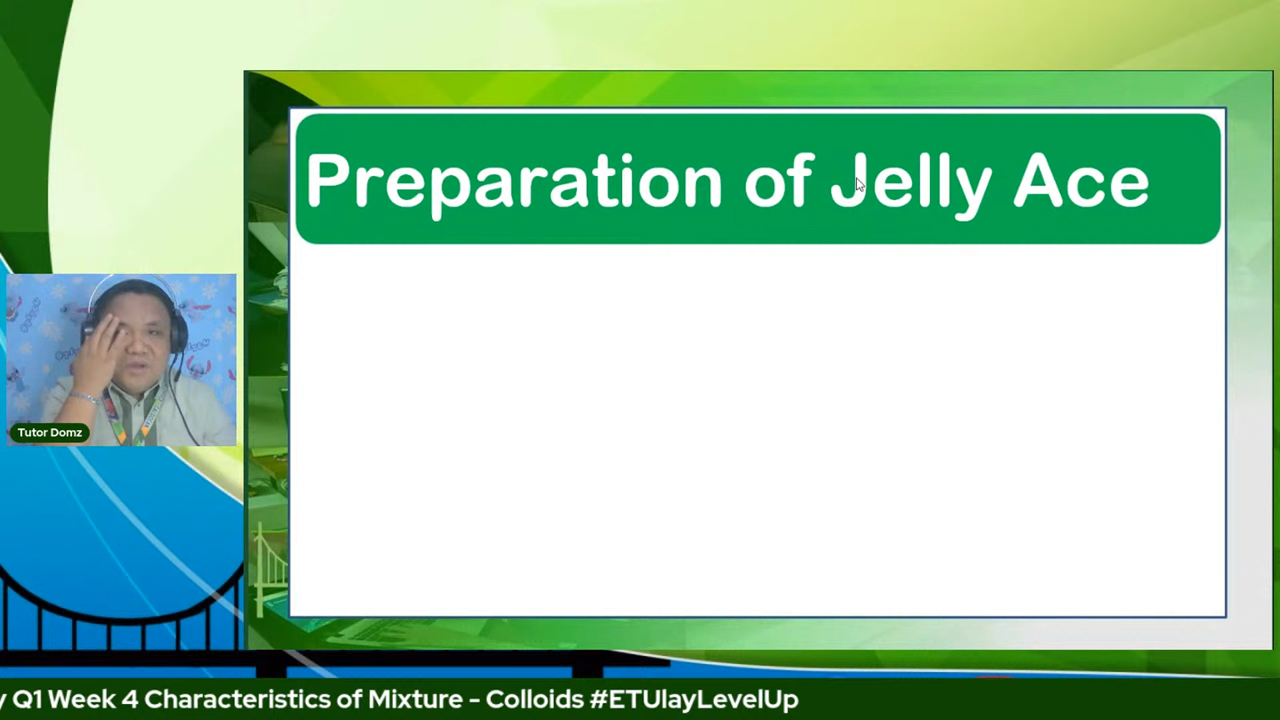 Preparation of Jelly Ace
Tutor Domz
y Q1 Week 4 Characteristics of Mixture - Colloids #ETUlayLevelUp